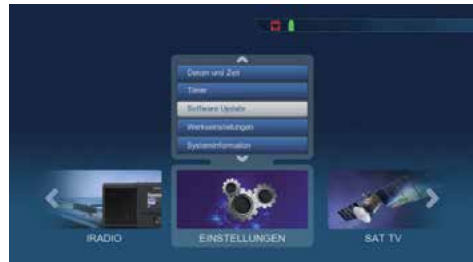 Datum und Zeit
Timer
Software Update
Werkseinstellungen
Systeminformation
IRADIO
EINSTELLUNGEN
SAT TV